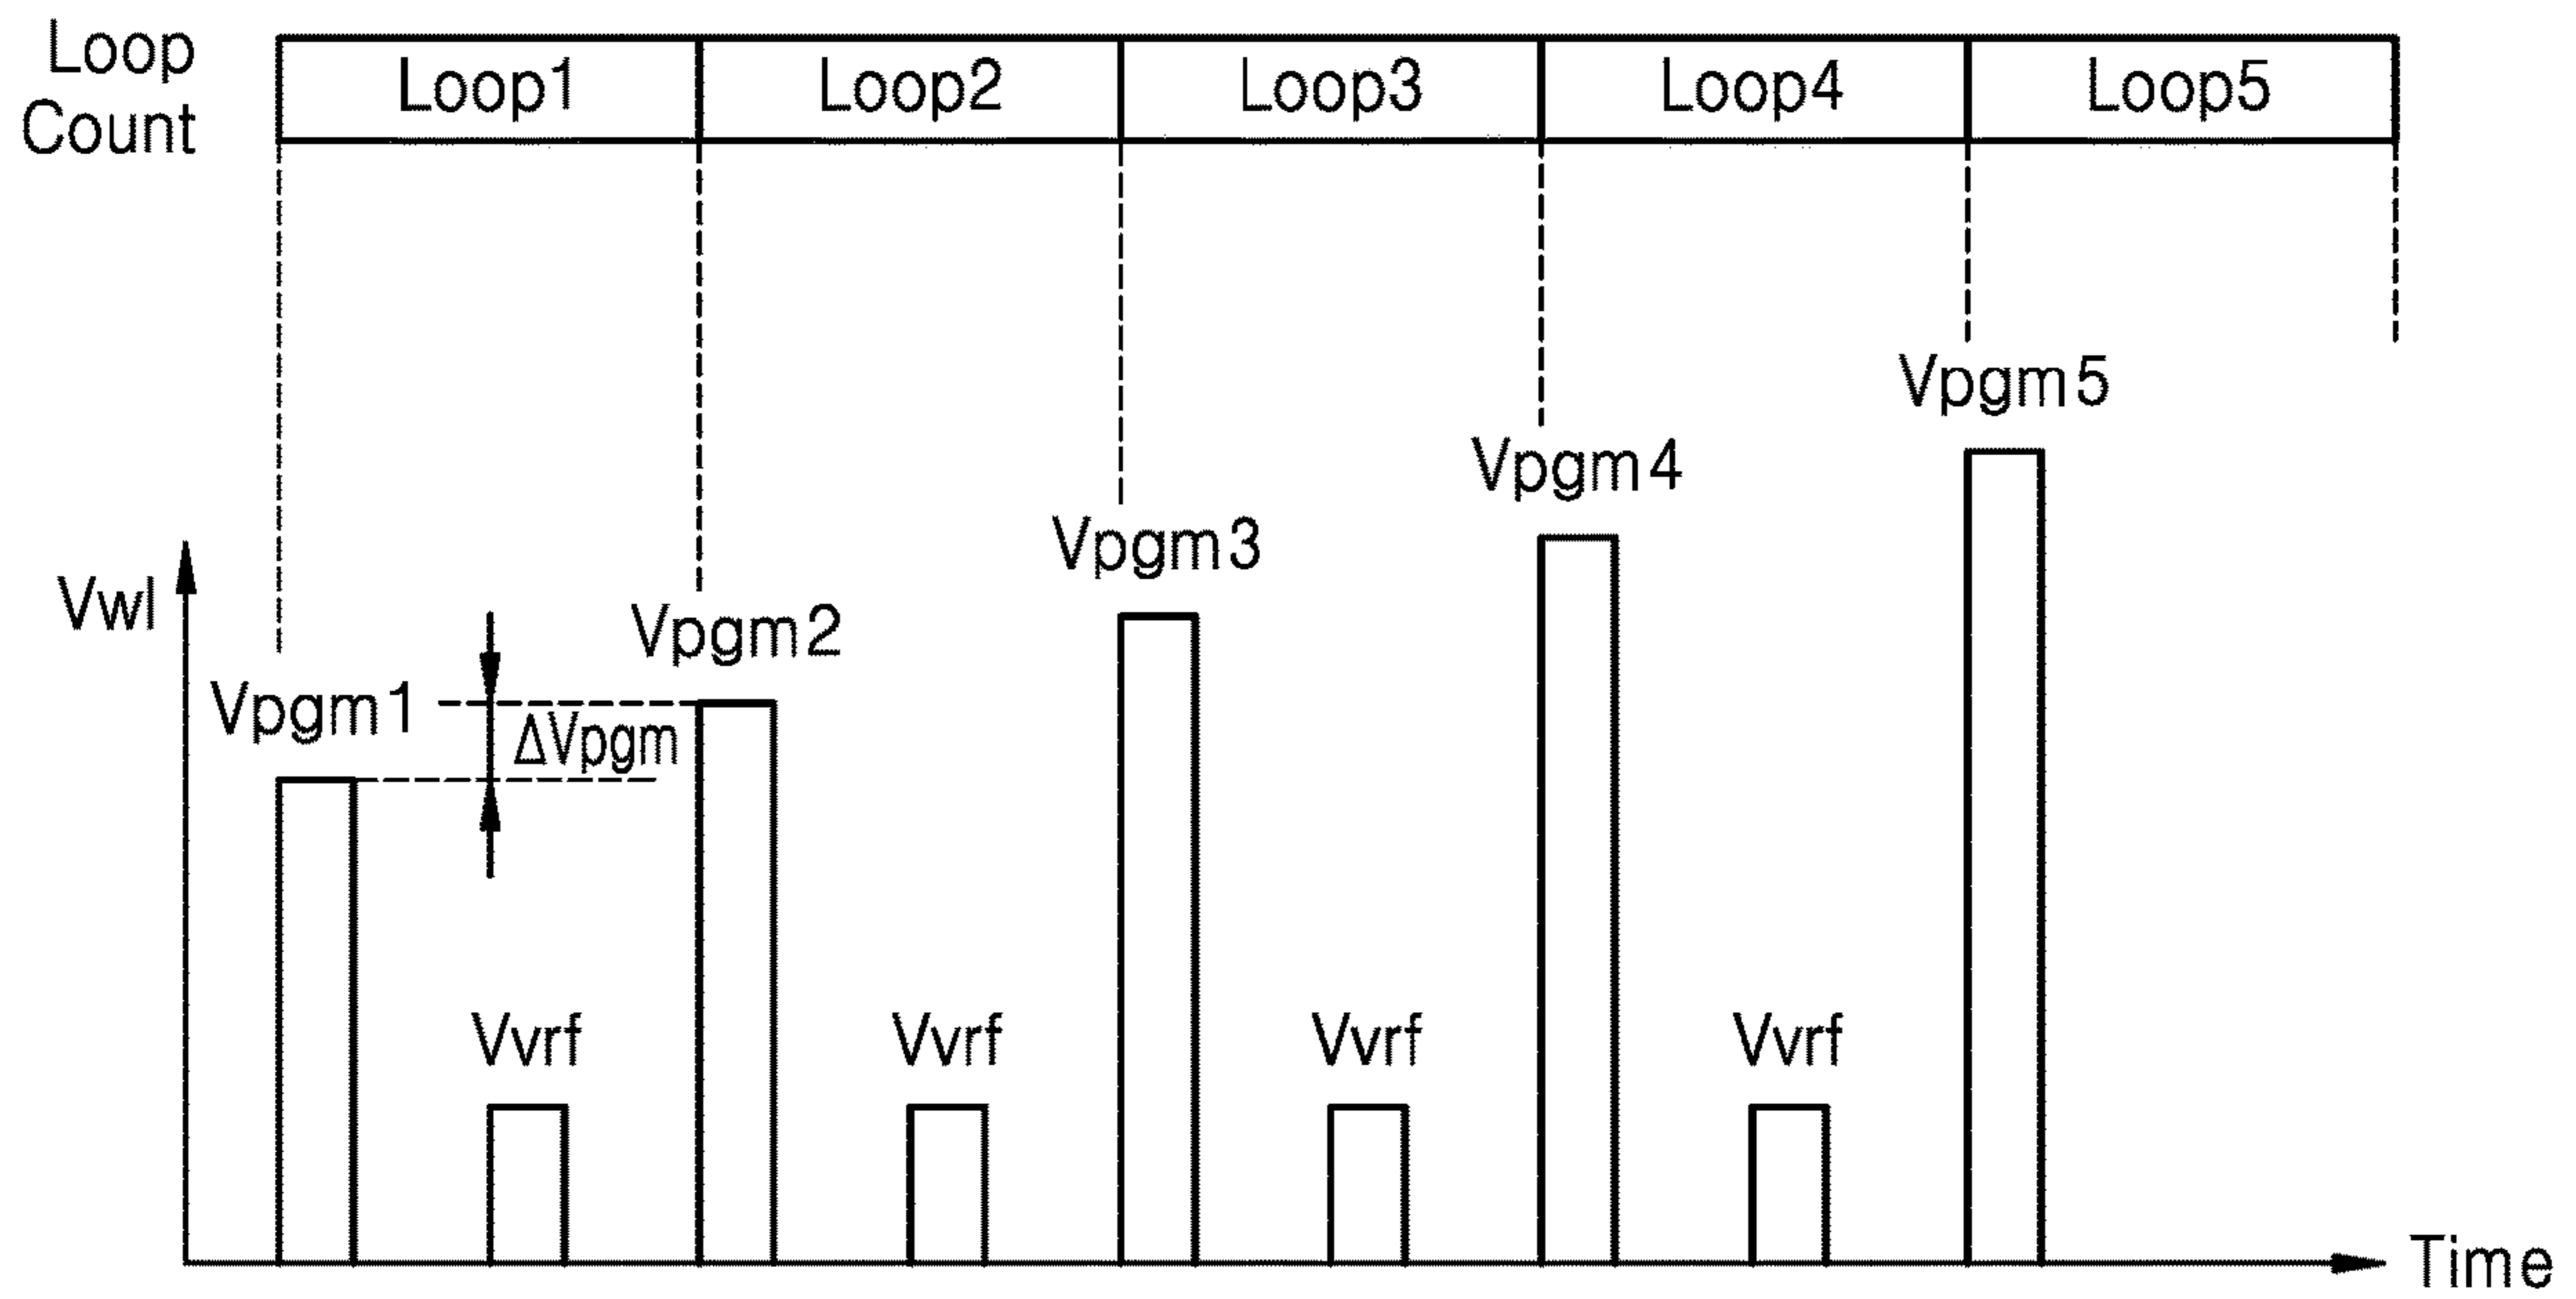 Loop
Count
Loop1 Loop2 Loop3 Loop4 Loop5
Vpgm5
Vpgm4
Vpgm3
Vwl
Vpgm2
Vpgm1
ΔVpgm
Vvrf Vvrf Vvrf Vvrf
Time